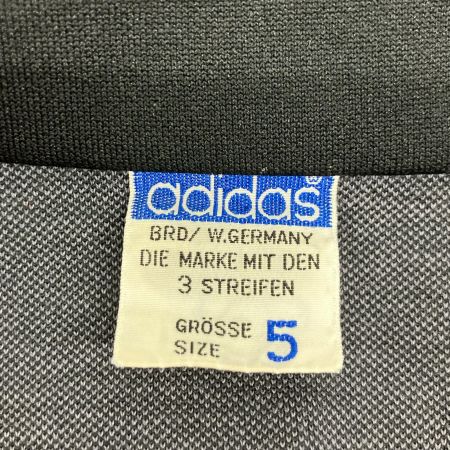 adidas®
BRD/ W.GERMANY
DIE MARKE MIT DEN
3 STREIFEN
GRÖSSE
SIZE 5